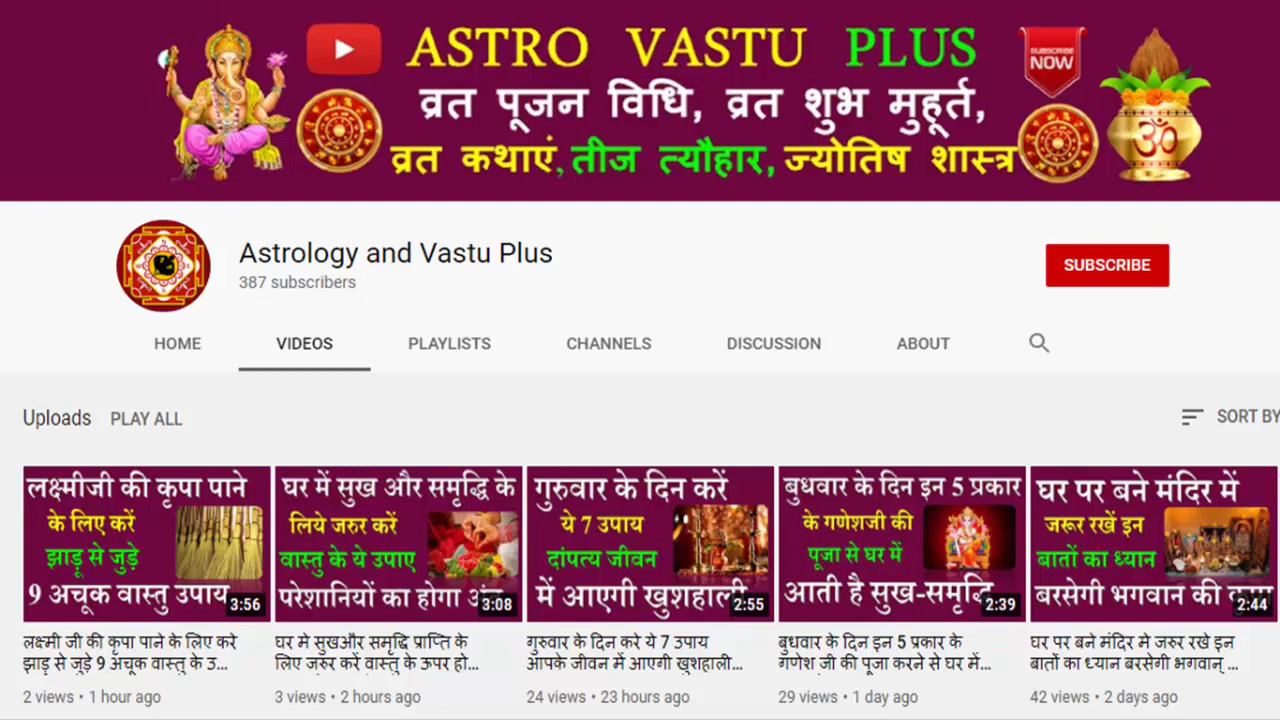 ASTRO VASTU PLUS
SUBSCRIBE NOW
व्रत पूजन विधि, व्रत शुभ मुहूर्त,
व्रत कथाएं, तीज त्यौहार, ज्योतिष शास्त्र
ॐ
Astrology and Vastu Plus
387 subscribers
SUBSCRIBE
HOME VIDEOS PLAYLISTS CHANNELS DISCUSSION ABOUT
Uploads PLAY ALL SORT BY
लक्ष्मीजी की कृपा पाने
के लिए करें
झाड़ू से जुड़े
9 अचूक वास्तु उपाय
3:56
घर में सुख और समृद्धि के
लिये जरुर करें
वास्तु के ये उपाए
परेशानियों का होगा
3:08
गुरुवार के दिन करें
ये 7 उपाय
दांपत्य जीवन
में आएगी खुशहाली
2:55
बुधवार के दिन इन 5 प्रकार
के गणेशजी की
पूजा से घर में
आती है सुख-समृद्धि
2:39
घर पर बने मंदिर में
जरूर रखें इन
बातों का ध्यान
बरसेगी भगवान की
2:44
लक्ष्मी जी की कृपा पाने के लिए करे
झाड़ू से जुड़े 9 अचूक वास्तु के उ...
2 views • 1 hour ago
घर मे सुखऔर समृद्धि प्राप्ति के
लिए जरुर करें वास्तु के ऊपर हो...
3 views • 2 hours ago
गुरुवार के दिन करे ये 7 उपाय
आपके जीवन में आएगी खुशहाली...
24 views • 23 hours ago
बुधवार के दिन इन 5 प्रकार के
गणेश जी की पूजा करने से घर में...
29 views • 1 day ago
घर पर बने मंदिर मे जरुर रखे इन
बातों का ध्यान बरसेगी भगवान् ...
42 views • 2 days ago